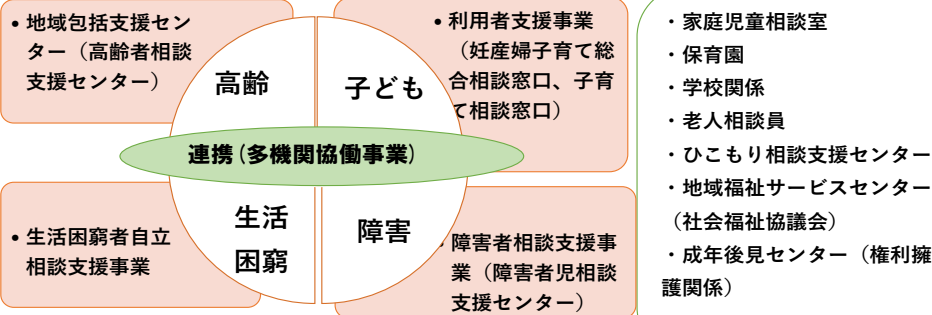 • 地域包括支援セン
ター（高齢者相談
支援センター）
高齢
子ども
• 利用者支援事業
（妊産婦子育て総
合相談窓口、子育
て相談窓口）
連携(多機関協働事業)
• 生活困窮者自立
相談支援事業
生活
困窮
障害
• 障害者相談支援事
業（障害者児相談
支援センター）
・家庭児童相談室
・保育園
・学校関係
・老人相談員
・ひこもり相談支援センター
・地域福祉サービスセンター
（社会福祉協議会）
・成年後見センター（権利擁
護関係）